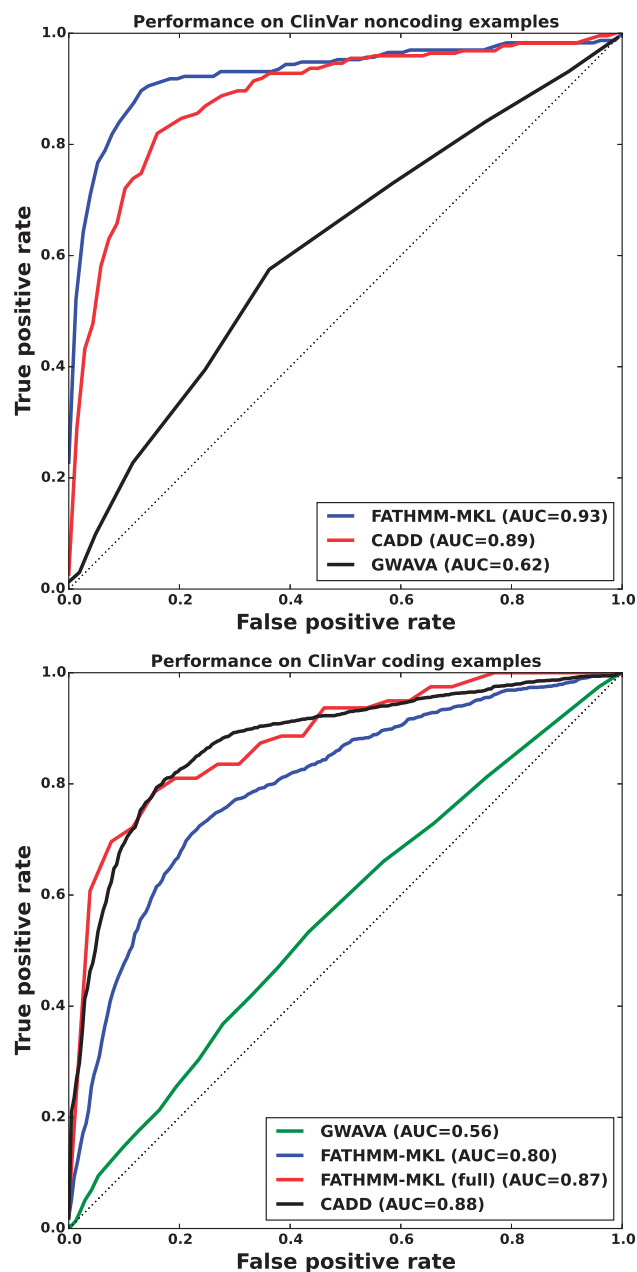 Performance on ClinVar noncoding examples
1.0
0.8
0.6
0.4
0.2
0.0
True positive rate
FATHMM-MKL (AUC=0.93)
CADD (AUC=0.89)
GWAVA (AUC=0.62)
0.0 0.2 0.4 0.6 0.8 1.0
False positive rate
Performance on ClinVar coding examples
1.0
0.8
0.6
0.4
0.2
0.0
True positive rate
GWAVA (AUC=0.56)
FATHMM-MKL (AUC=0.80)
FATHMM-MKL (full) (AUC=0.87)
CADD (AUC=0.88)
0.0 0.2 0.4 0.6 0.8 1.0
False positive rate